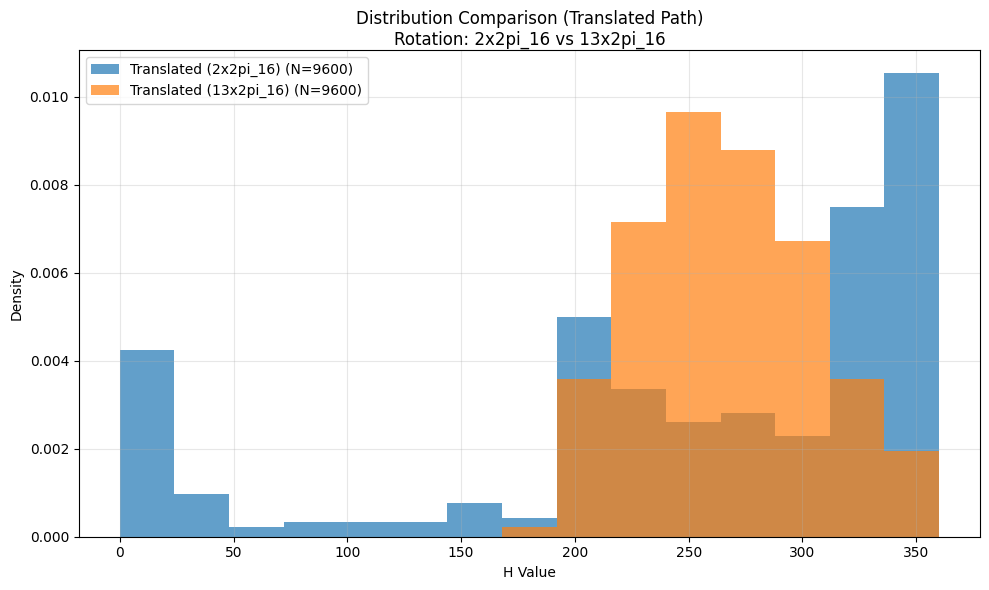 Distribution Comparison (Translated Path)
Rotation: 2x2pi_16 vs 13x2pi_16
Translated (2x2pi_16) (N=9600)
Translated (13x2pi_16) (N=9600)
0.010
0.008
0.006
0.004
0.002
0.000
Density
0 50 100 150 200 250 300 350
H Value